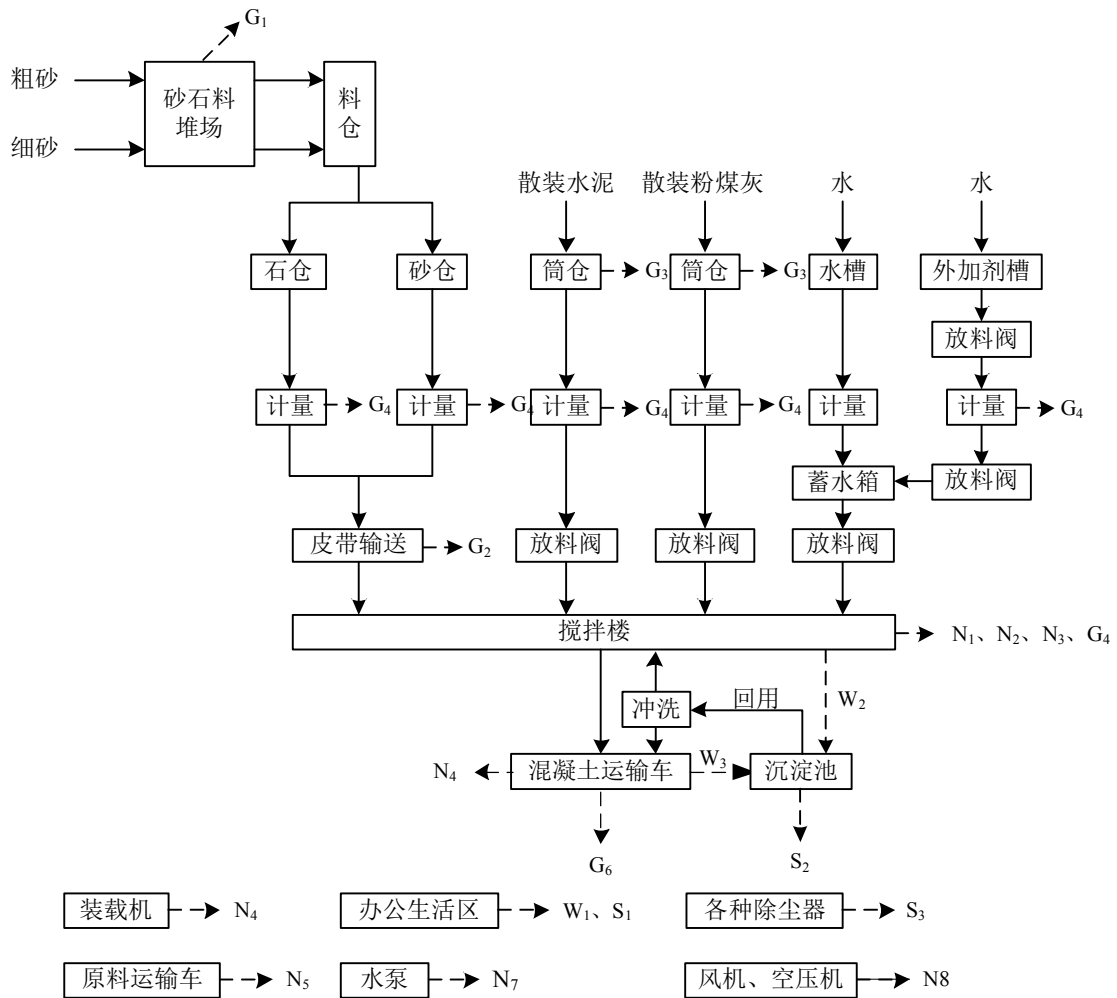 G₁
粗砂
细砂
砂石料
堆场
料
仓
散装水泥
散装粉煤灰
水
水
石仓
砂仓
筒仓
G₃
筒仓
G₃
水槽
外加剂槽
放料阀
计量
G₄
计量
G₄
计量
G₄
计量
G₄
计量
计量
G₄
蓄水箱
放料阀
皮带输送
G₂
放料阀
放料阀
放料阀
搅拌楼
N₁、N₂、N₃、G₄
冲洗
回用
W₂
N₄
混凝土运输车
W₃
沉淀池
G₆
S₂
装载机
N₄
办公生活区
W₁、S₁
各种除尘器
S₃
原料运输车
N₅
水泵
N₇
风机、空压机
N8